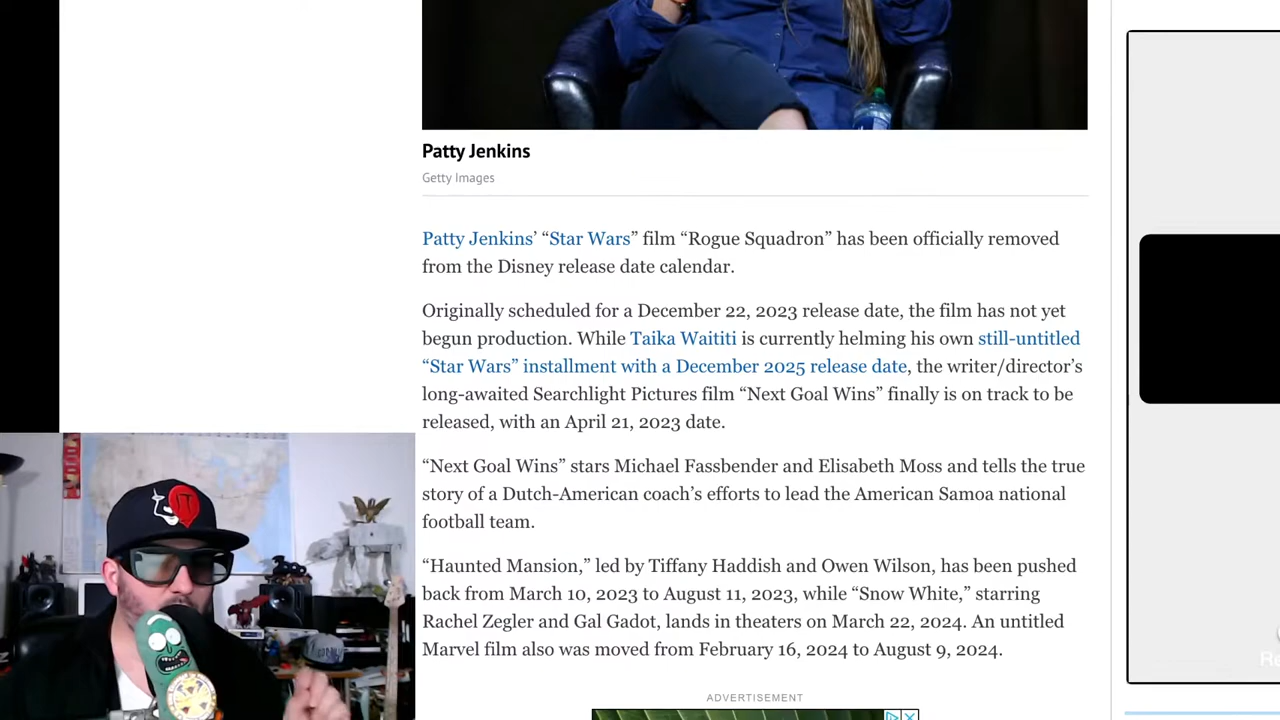 Patty Jenkins
Getty Images
Patty Jenkins’ “Star Wars” film “Rogue Squadron” has been officially removed
from the Disney release date calendar.
Originally scheduled for a December 22, 2023 release date, the film has not yet
begun production. While Taika Waititi is currently helming his own still-untitled
“Star Wars” installment with a December 2025 release date, the writer/director’s
long-awaited Searchlight Pictures film “Next Goal Wins” finally is on track to be
released, with an April 21, 2023 date.
“Next Goal Wins” stars Michael Fassbender and Elisabeth Moss and tells the true
story of a Dutch-American coach’s efforts to lead the American Samoa national
football team.
“Haunted Mansion,” led by Tiffany Haddish and Owen Wilson, has been pushed
back from March 10, 2023 to August 11, 2023, while “Snow White,” starring
Rachel Zegler and Gal Gadot, lands in theaters on March 22, 2024. An untitled
Marvel film also was moved from February 16, 2024 to August 9, 2024.
ADVERTISEMENT